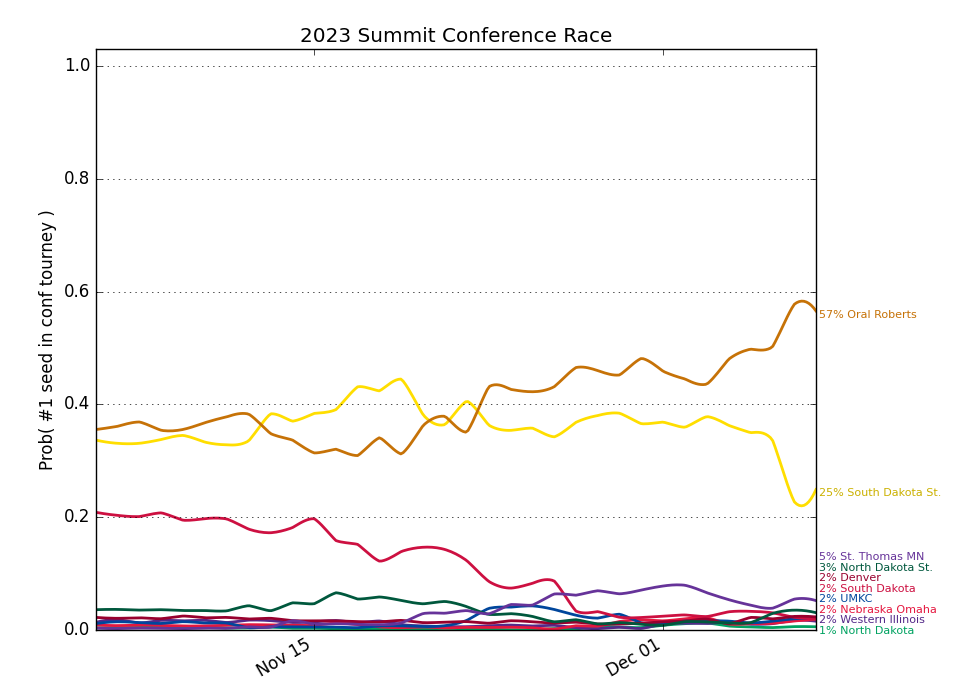 2023 Summit Conference Race
Prob( #1 seed in conf tourney )
1.0
0.8
0.6
0.4
0.2
0.0
Nov 15
Dec 01
57% Oral Roberts
25% South Dakota St.
5% St. Thomas MN
3% North Dakota St.
2% Denver
2% South Dakota
2% UMKC
2% Nebraska Omaha
2% Western Illinois
1% North Dakota